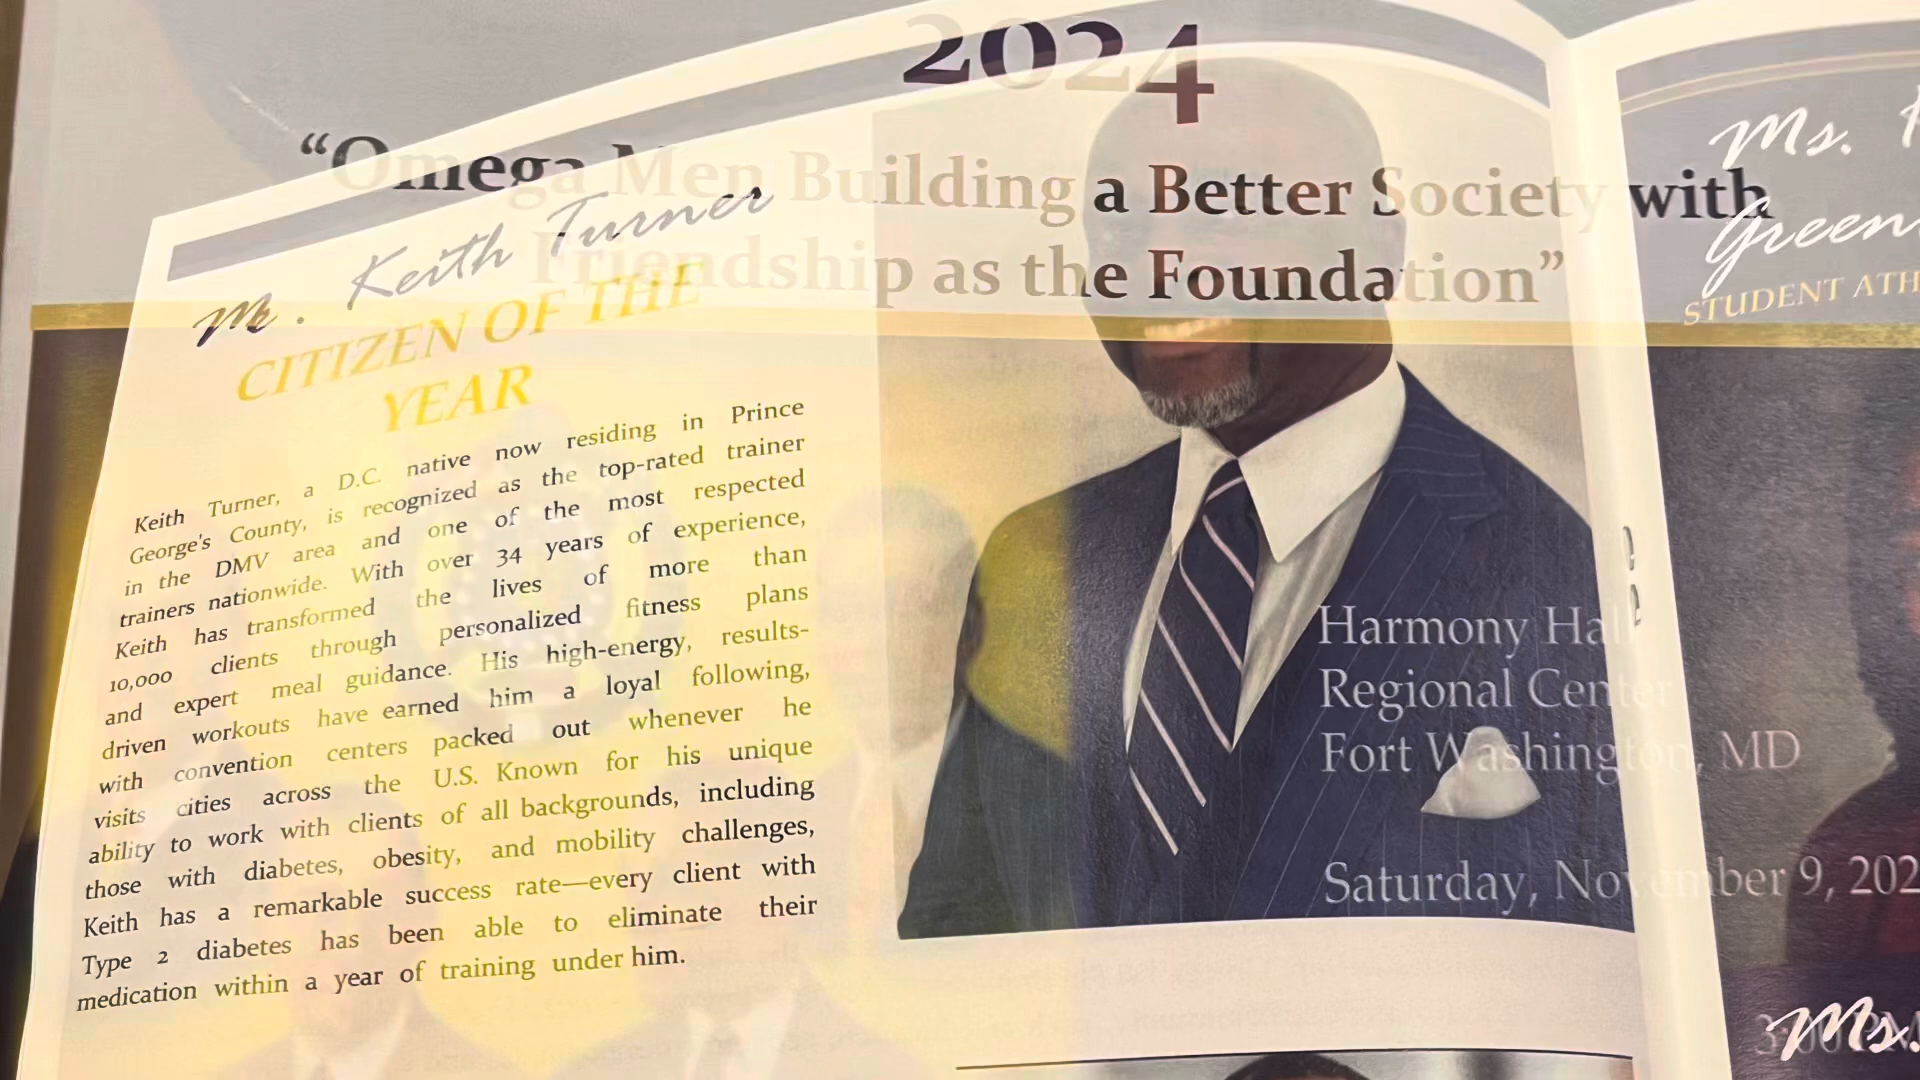 2024
“Omega Men Building a Better Society with
Friendship as the Foundation”
Mr. Keith Turner
CITIZEN OF THE
YEAR
Keith Turner, a D.C. native now residing in Prince
George's County, is recognized as the top-rated trainer
in the DMV area and one of the most respected
trainers nationwide. With over 34 years of experience,
Keith has transformed the lives of more than
10,000 clients through personalized fitness plans
and expert meal guidance. His high-energy, results-
driven workouts have earned him a loyal following,
with convention centers packed out whenever he
visits cities across the U.S. Known for his unique
ability to work with clients of all backgrounds, including
those with diabetes, obesity, and mobility challenges,
Keith has a remarkable success rate—every client with
Type 2 diabetes has been able to eliminate their
medication within a year of training under him.
Harmony Hall
Regional Center
Fort Washington, MD
Saturday, November 9, 202
3:00 PM
Ms.
Green
STUDENT ATH
Ms.